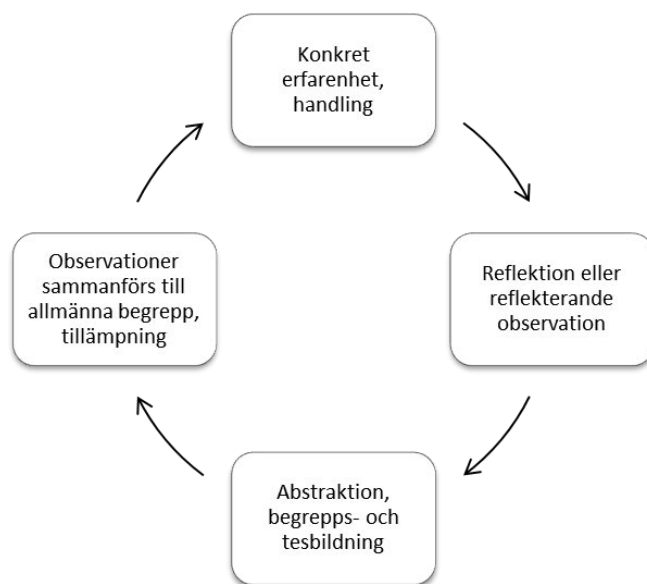 Konkret
erfarenhet,
handling
Reflektion eller
reflekterande
observation
Abstraktion,
begrepps- och
tesbildning
Observationer
sammanförs till
allmänna begrepp,
tillämpning